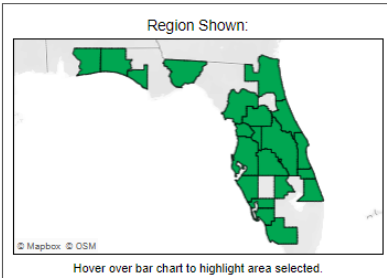 Region Shown:
© Mapbox © OSM
Hover over bar chart to highlight area selected.